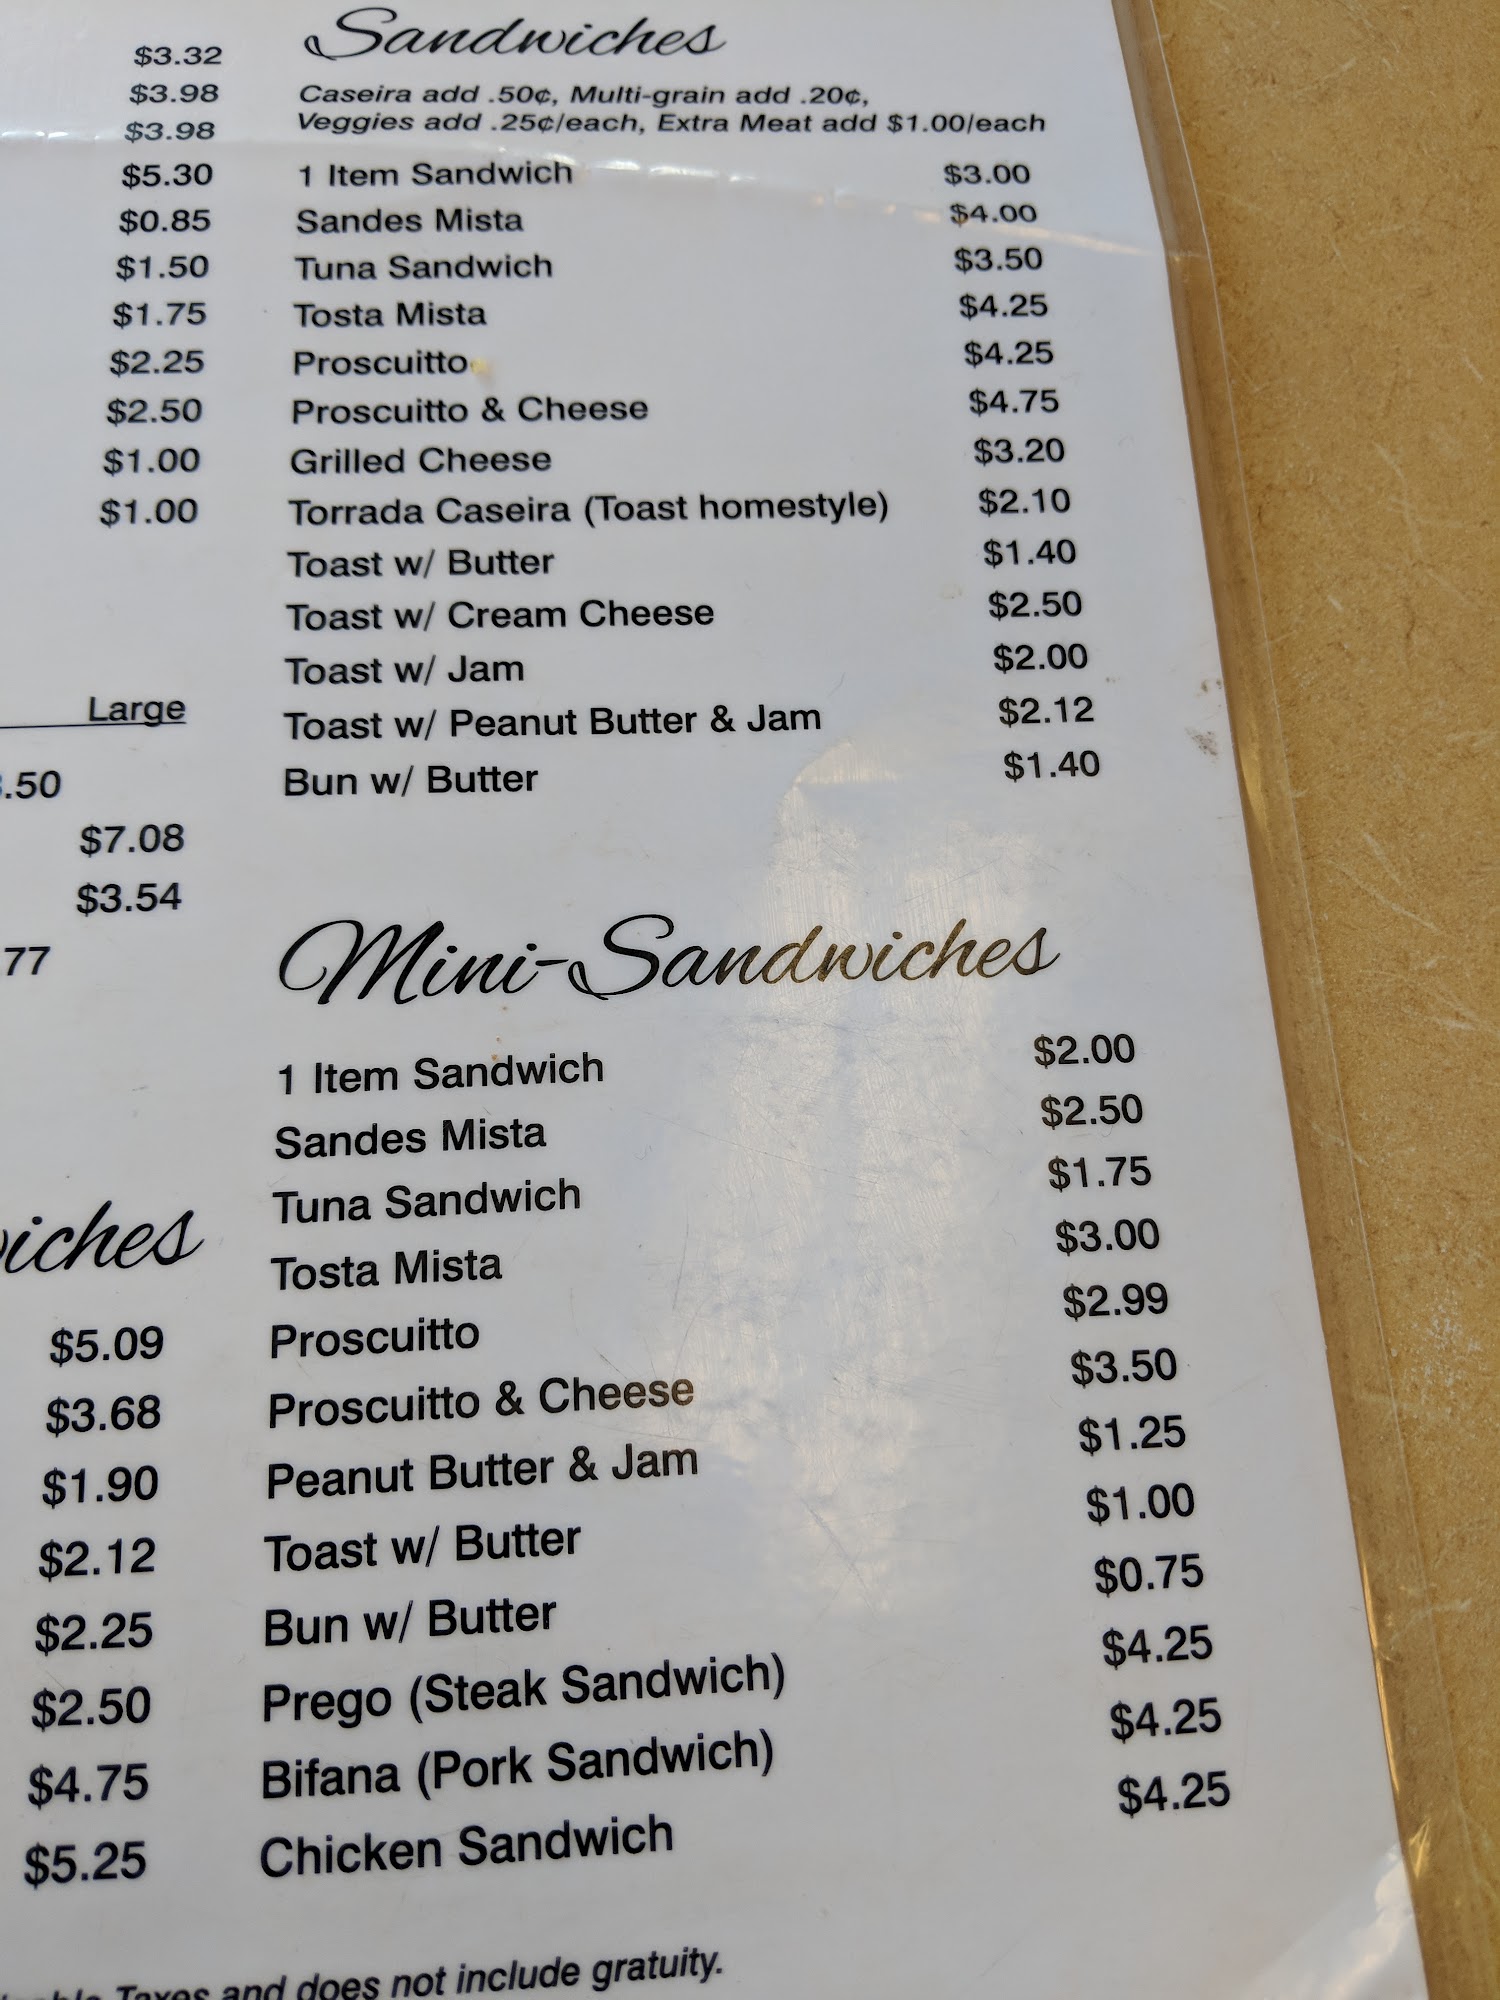 $3.32
$3.98
$3.98
$5.30
$0.85
$1.50
$1.75
$2.25
$2.50
$1.00
$1.00
Large
.50
$7.08
$3.54
.77
$5.09
$3.68
$1.90
$2.12
$2.25
$2.50
$4.75
$5.25
Sandwiches
Caseira add .50¢, Multi-grain add .20¢,
Veggies add .25¢/each, Extra Meat add $1.00/each
1 Item Sandwich $3.00
Sandes Mista $4.00
Tuna Sandwich $3.50
Tosta Mista $4.25
Proscuitto $4.25
Proscuitto & Cheese $4.75
Grilled Cheese $3.20
Torrada Caseira (Toast homestyle) $2.10
Toast w/ Butter $1.40
Toast w/ Cream Cheese $2.50
Toast w/ Jam $2.00
Toast w/ Peanut Butter & Jam $2.12
Bun w/ Butter $1.40
Mini-Sandwiches
1 Item Sandwich $2.00
Sandes Mista $2.50
Tuna Sandwich $1.75
Tosta Mista $3.00
Proscuitto $2.99
Proscuitto & Cheese $3.50
Peanut Butter & Jam $1.25
Toast w/ Butter $1.00
Bun w/ Butter $0.75
Prego (Steak Sandwich) $4.25
Bifana (Pork Sandwich) $4.25
Chicken Sandwich $4.25
Taxes and does not include gratuity.